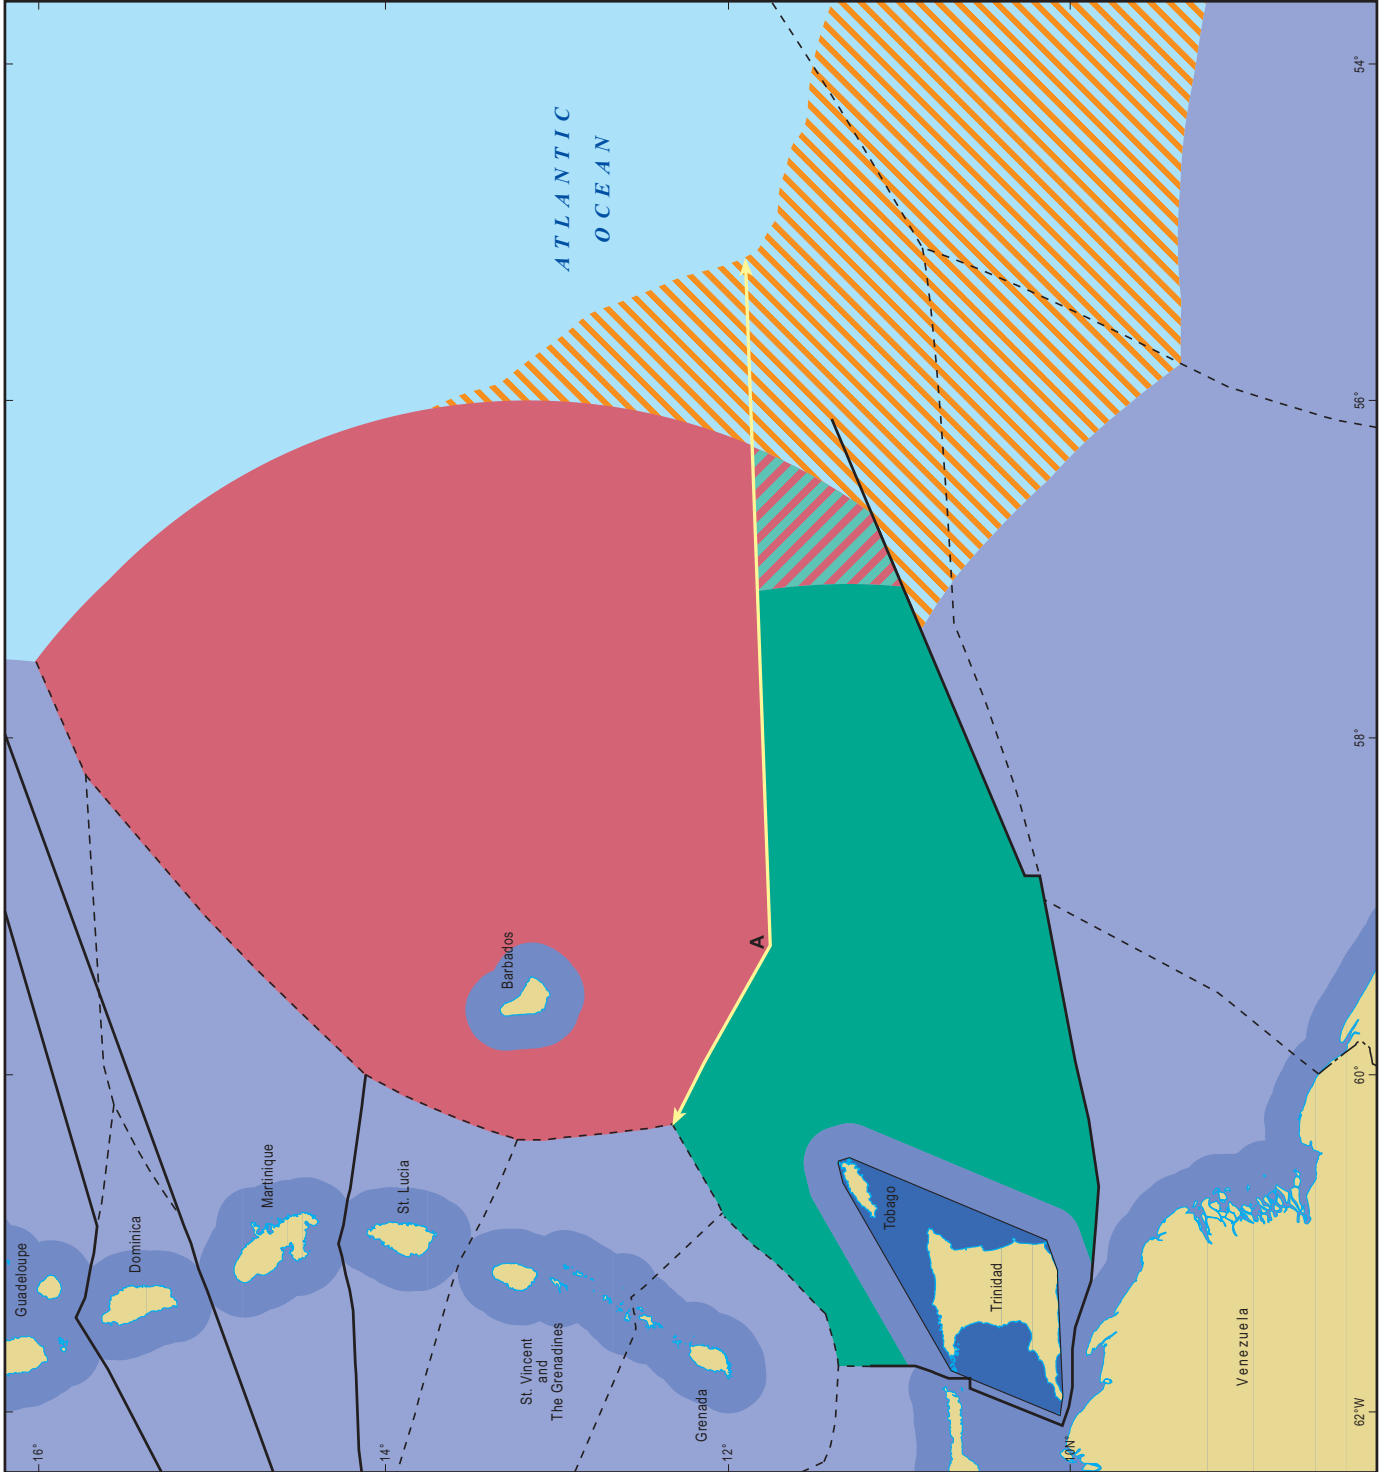 16°
14°
12°
10N°
62°W
60°
58°
56°
54°
ATLANTIC
OCEAN
Guadeloupe
Dominica
Martinique
St. Lucia
Barbados
St. Vincent
and
The Grenadines
Grenada
Tobago
Trinidad
Venezuela
A